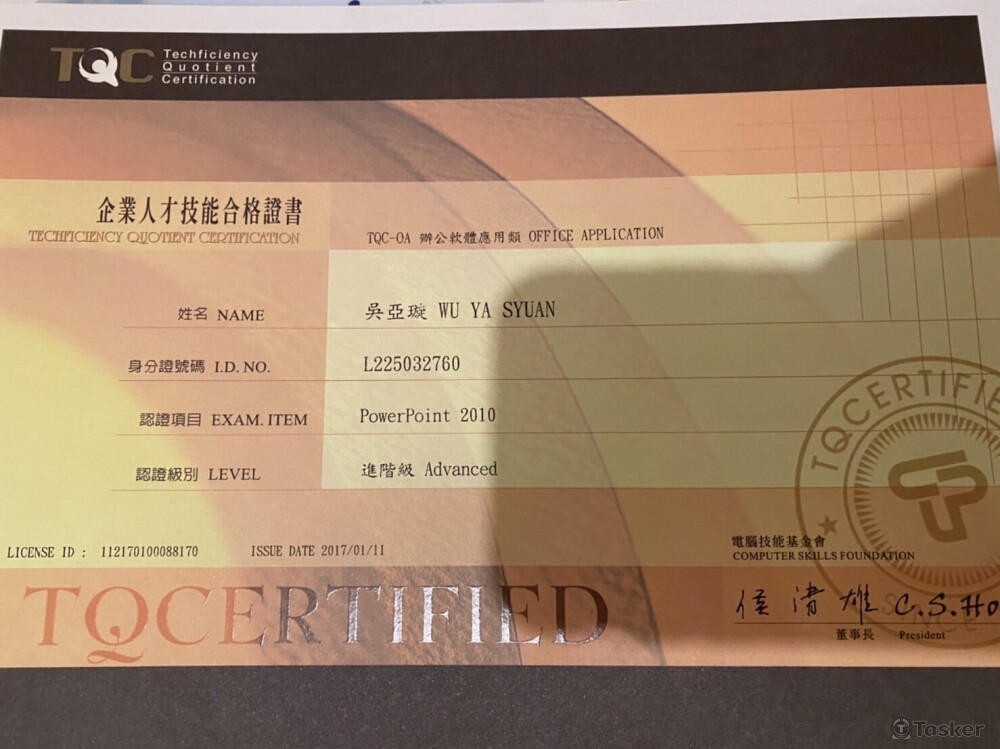 TQC Techficiency
Quotient
Certification
企業人才技能合格證書
TECHFICIENCY QUOTIENT CERTIFICATION
TQC-OA 辦公軟體應用類 OFFICE APPLICATION
姓名 NAME 吳亞璇 WU YA SYUAN
身分證號碼 I.D. NO. L225032760
認證項目 EXAM. ITEM PowerPoint 2010
認證級別 LEVEL 進階級 Advanced
TQCERTIFIE
LICENSE ID : 112170100088170 ISSUE DATE 2017/01/11
電腦技能基金會
COMPUTER SKILLS FOUNDATION
TQCERTIFIED
侯清雄 C.S.Ho
董事長 President
Tasker